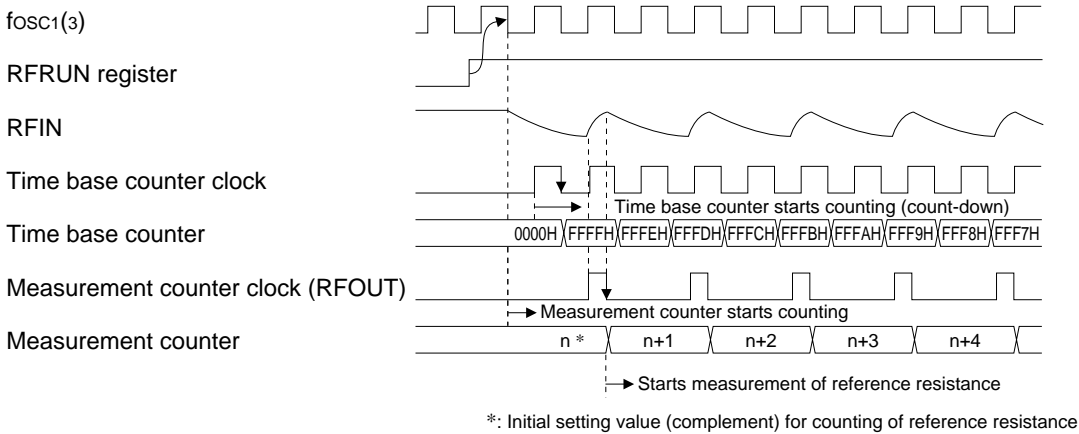 fOSC1(3)
RFRUN register
RFIN
Time base counter clock
Time base counter starts counting (count-down)
Time base counter
0000H FFFFH FFFEH FFFDH FFFCH FFFBH FFFAH FFF9H FFF8H FFF7H
Measurement counter clock (RFOUT)
Measurement counter starts counting
Measurement counter
n * n+1 n+2 n+3 n+4
Starts measurement of reference resistance
*: Initial setting value (complement) for counting of reference resistance